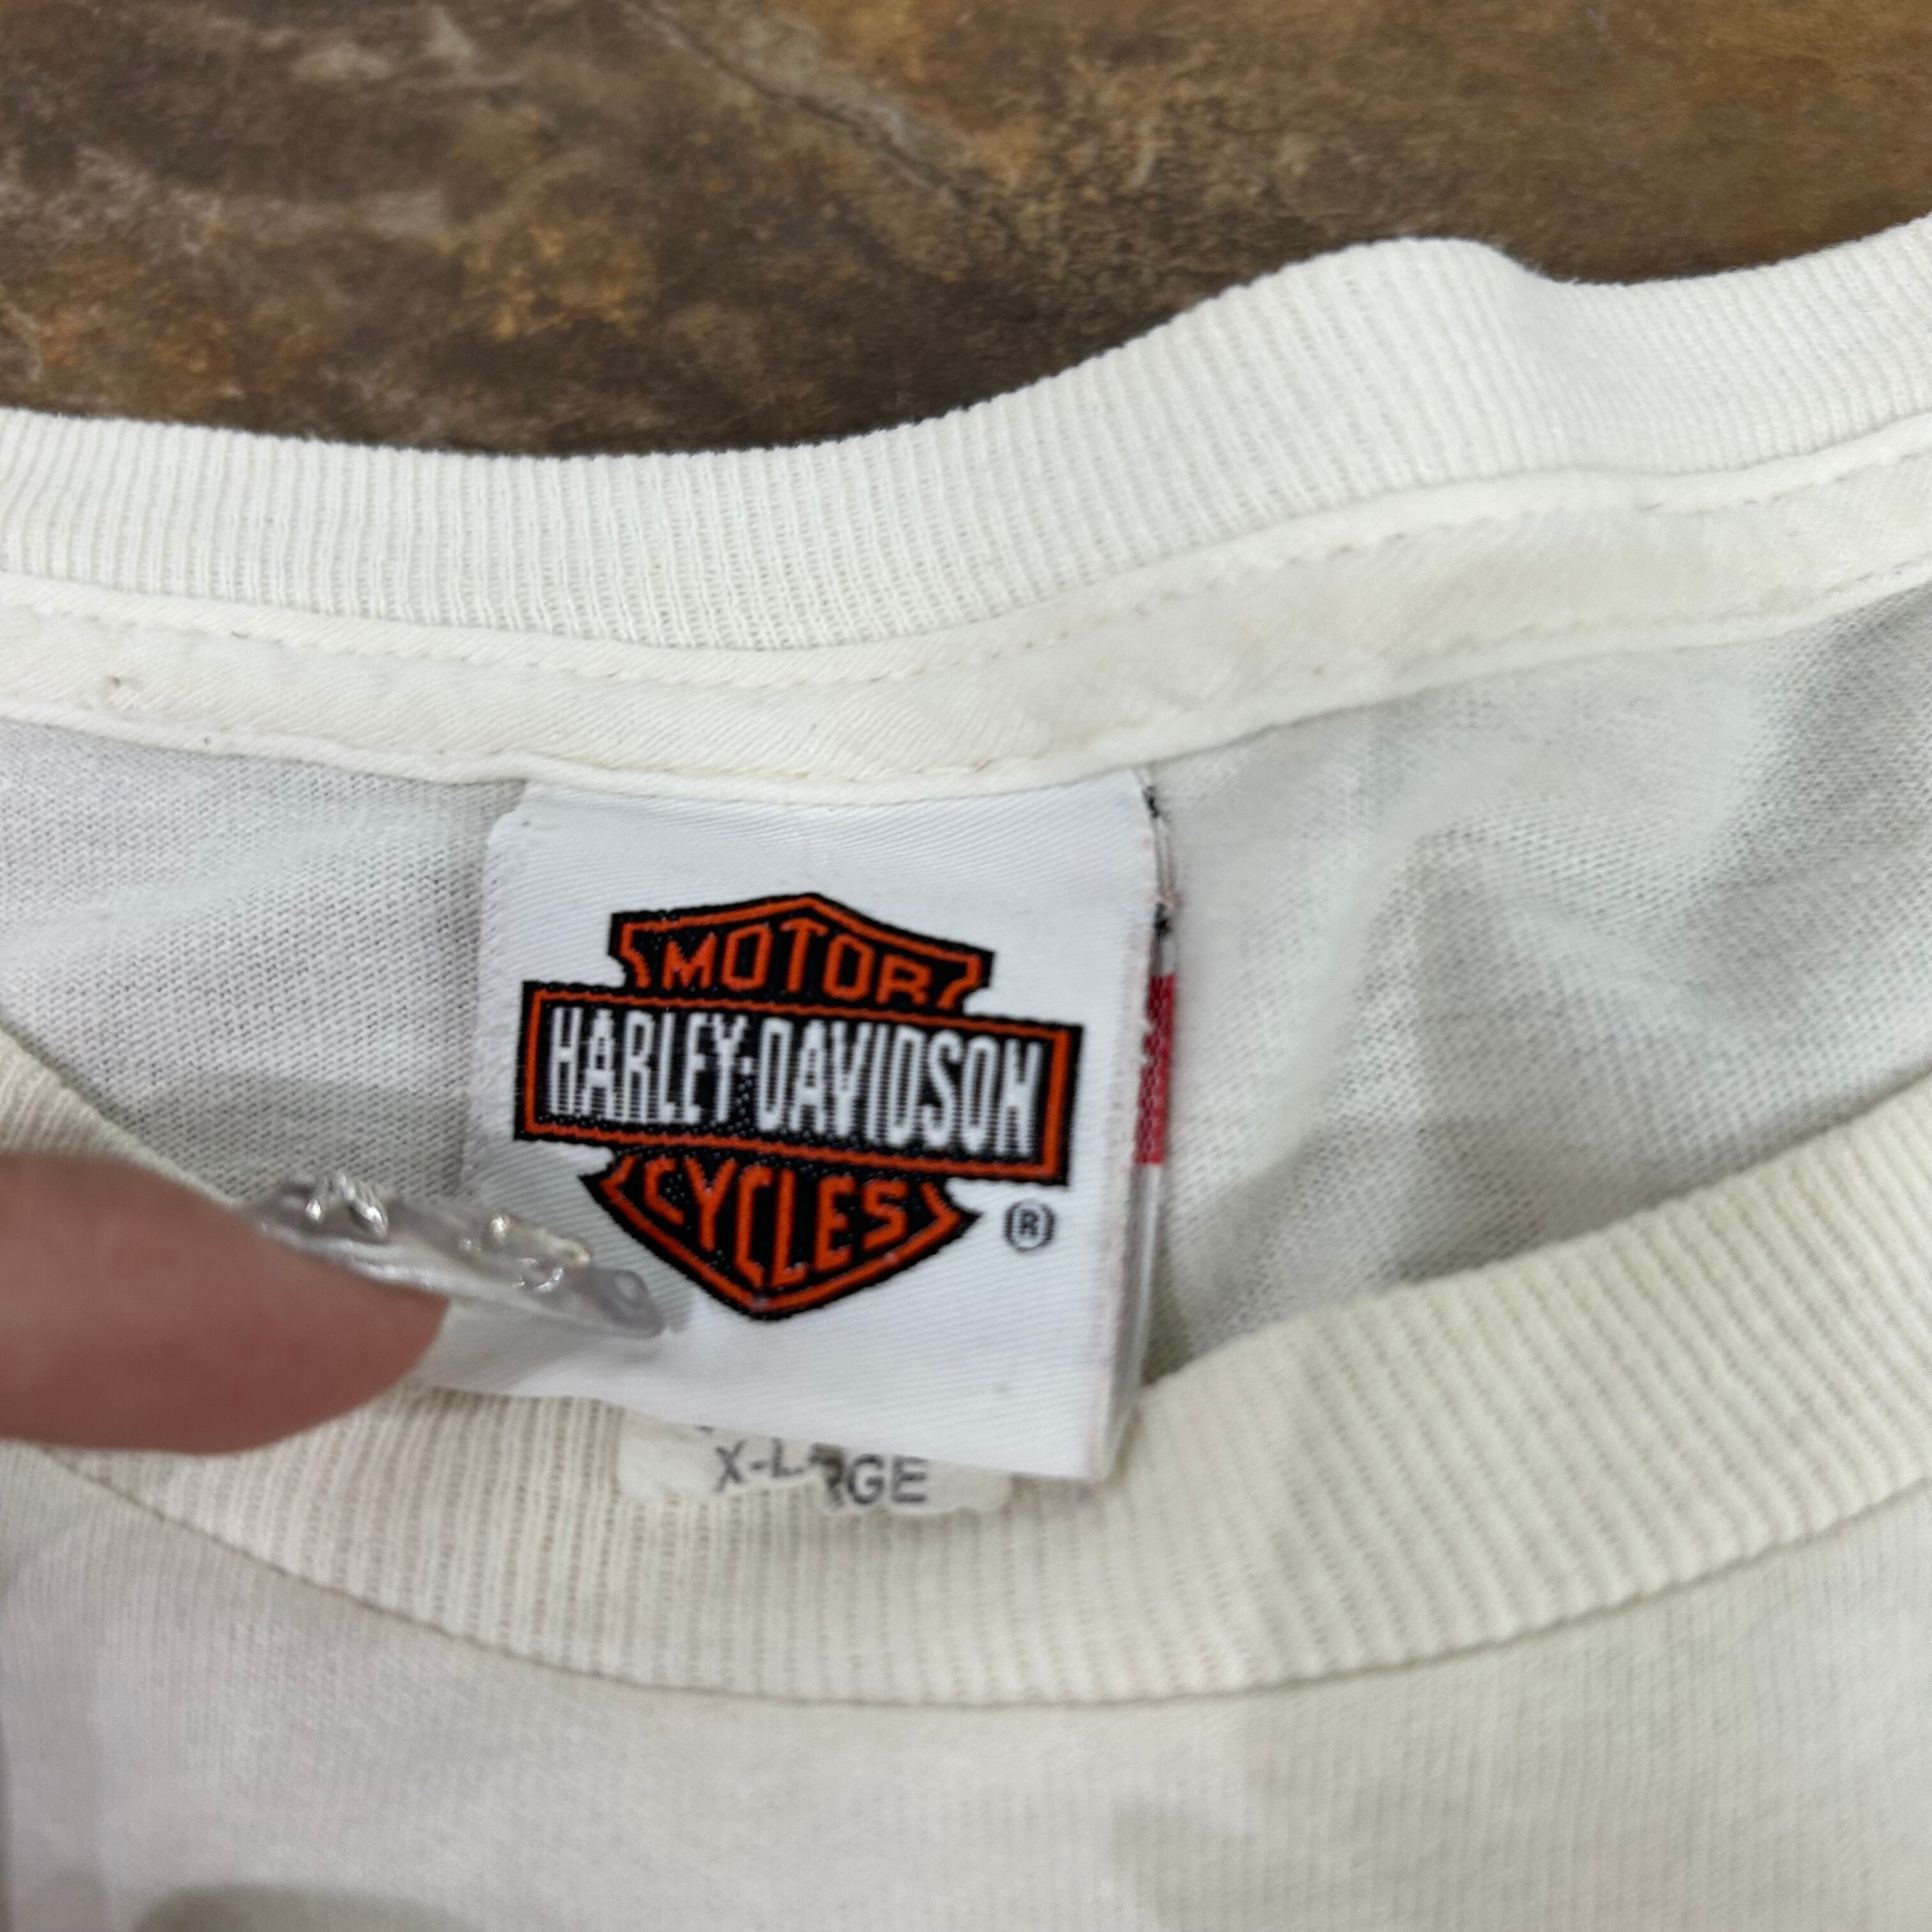 MOTOR
HARLEY-DAVIDSON
CYCLES
®
X-LARGE